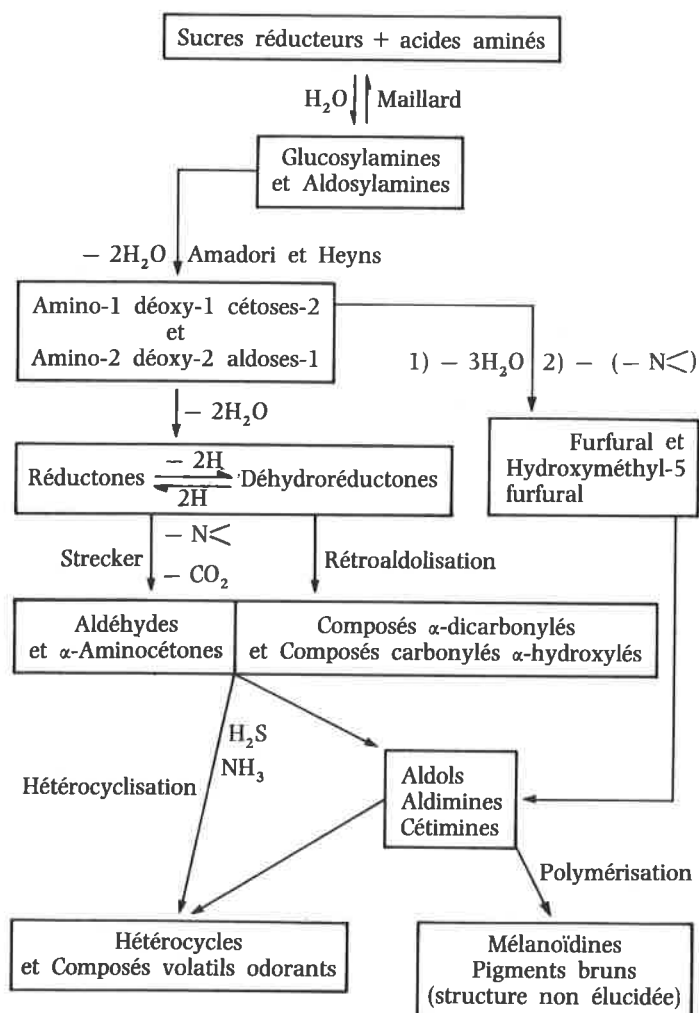 Sucres réducteurs + acides aminés
H₂O
Maillard
Glucosylamines
et Aldosylamines
– 2H₂O
Amadori et Heyns
Amino-1 déoxy-1 cétoses-2
et
Amino-2 déoxy-2 aldoses-1
1) – 3H₂O
2) – (– N<)
– 2H₂O
Furfural et
Hydroxyméthyl-5
furfural
Réductones
– 2H
2H
Déhydroréductones
Strecker
– N<
– CO₂
Rétroaldolisation
Aldéhydes
et α-Aminocétones
Composés α-dicarbonylés
et Composés carbonylés α-hydroxylés
Hétérocyclisation
H₂S
NH₃
Aldols
Aldimines
Cétimines
Polymérisation
Hétérocycles
et Composés volatils odorants
Mélanoïdines
Pigments bruns
(structure non élucidée)